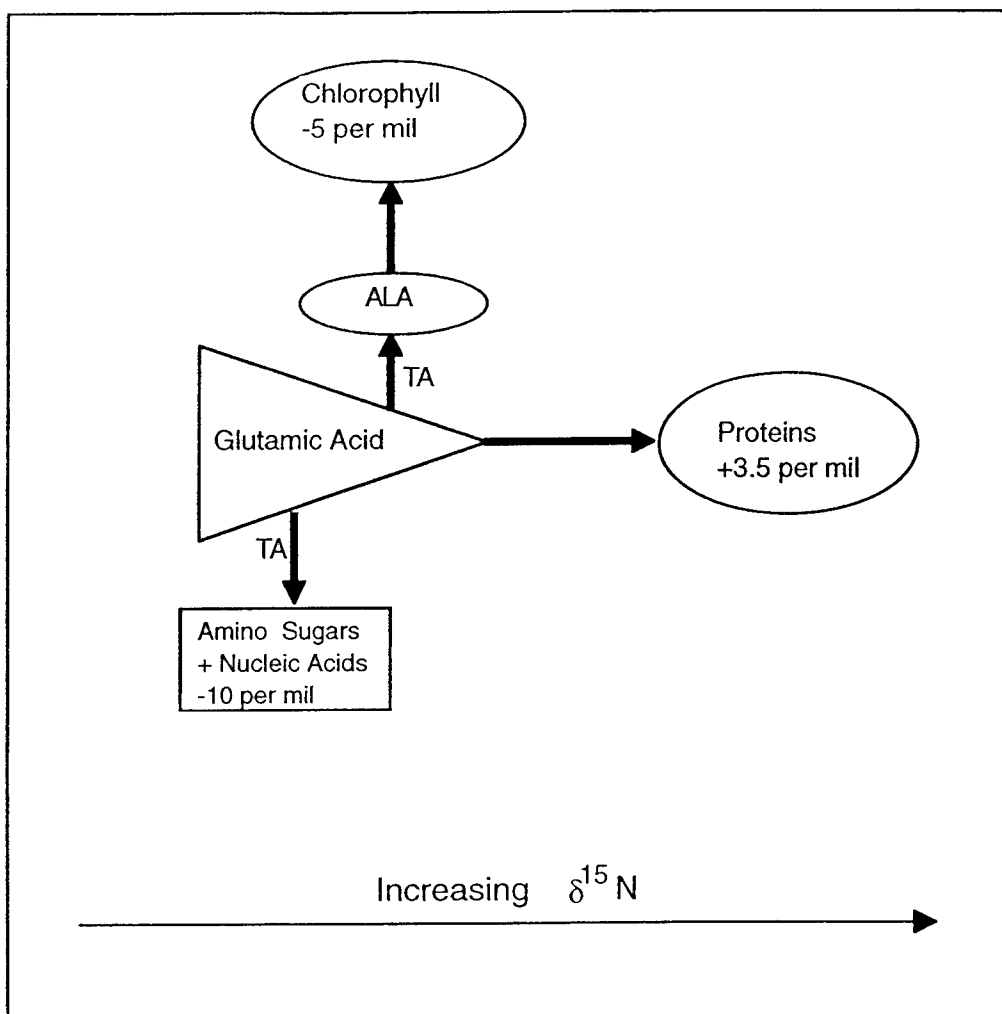 Chlorophyll
-5 per mil
ALA
TA
Glutamic Acid
Proteins
+3.5 per mil
TA
Amino Sugars
+ Nucleic Acids
-10 per mil
Increasing δ¹⁵ N